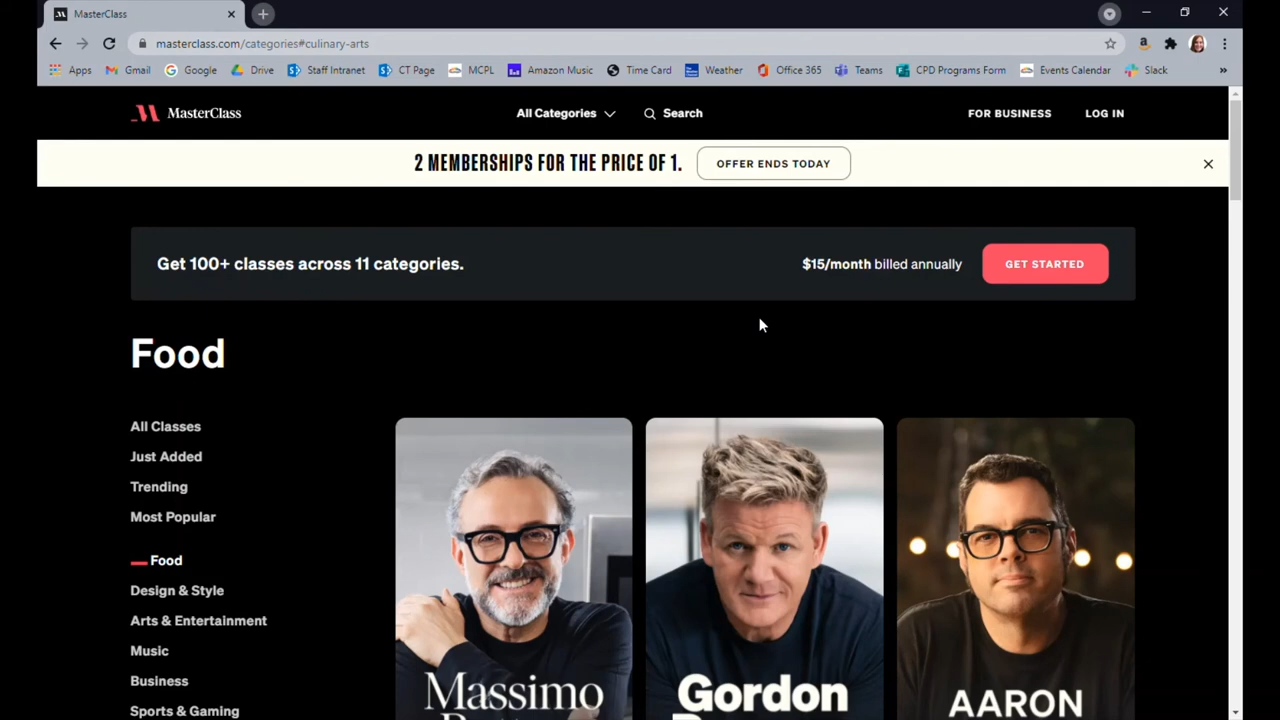 MasterClass
masterclass.com/categories#culinary-arts
Apps Gmail Google Drive Staff Intranet CT Page MCPL Amazon Music Time Card Weather Office 365 Teams CPD Programs Form Events Calendar Slack »
MasterClass All Categories Search FOR BUSINESS LOG IN
2 MEMBERSHIPS FOR THE PRICE OF 1. OFFER ENDS TODAY
Get 100+ classes across 11 categories. $15/month billed annually GET STARTED
Food
All Classes
Just Added
Trending
Most Popular
Food
Design & Style
Arts & Entertainment
Music
Business
Sports & Gaming
Massimo
Gordon
AARON